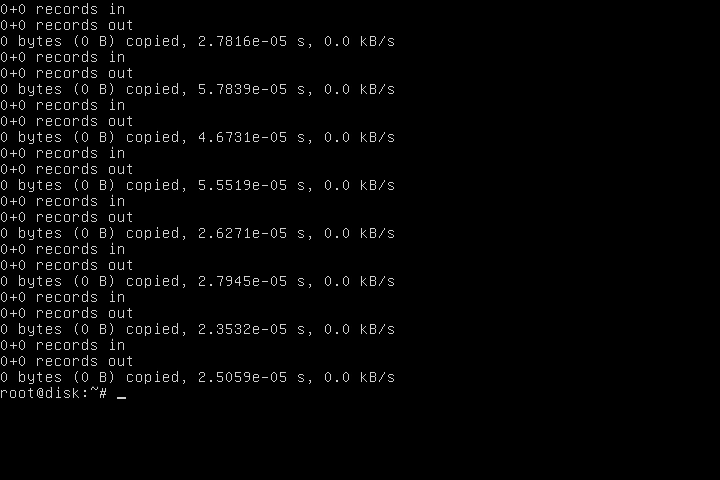 0+0 records in
0+0 records out
0 bytes (0 B) copied, 2.7816e-05 s, 0.0 kB/s
0+0 records in
0+0 records out
0 bytes (0 B) copied, 5.7839e-05 s, 0.0 kB/s
0+0 records in
0+0 records out
0 bytes (0 B) copied, 4.6731e-05 s, 0.0 kB/s
0+0 records in
0+0 records out
0 bytes (0 B) copied, 5.5519e-05 s, 0.0 kB/s
0+0 records in
0+0 records out
0 bytes (0 B) copied, 2.6271e-05 s, 0.0 kB/s
0+0 records in
0+0 records out
0 bytes (0 B) copied, 2.7945e-05 s, 0.0 kB/s
0+0 records in
0+0 records out
0 bytes (0 B) copied, 2.3532e-05 s, 0.0 kB/s
0+0 records in
0+0 records out
0 bytes (0 B) copied, 2.5059e-05 s, 0.0 kB/s
root@disk:~# _